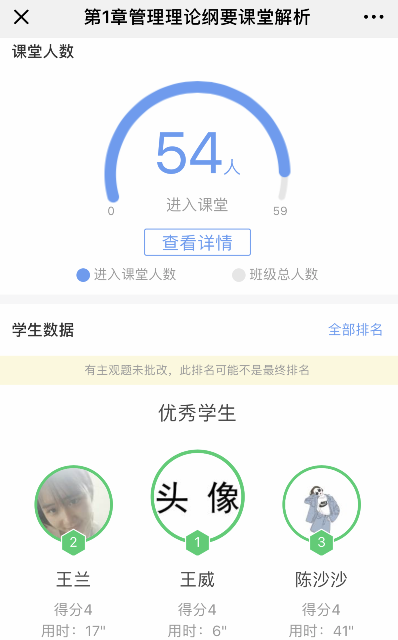 第1章管理理论纲要课堂解析
课堂人数
54人
进入课堂
0
59
查看详情
进入课堂人数
班级总人数
学生数据
全部排名
有主观题未批改，此排名可能不是最终排名
优秀学生
头 像
2
1
3
王兰
王威
陈沙沙
得分4
得分4
得分4
用时：17"
用时：6"
用时：41"